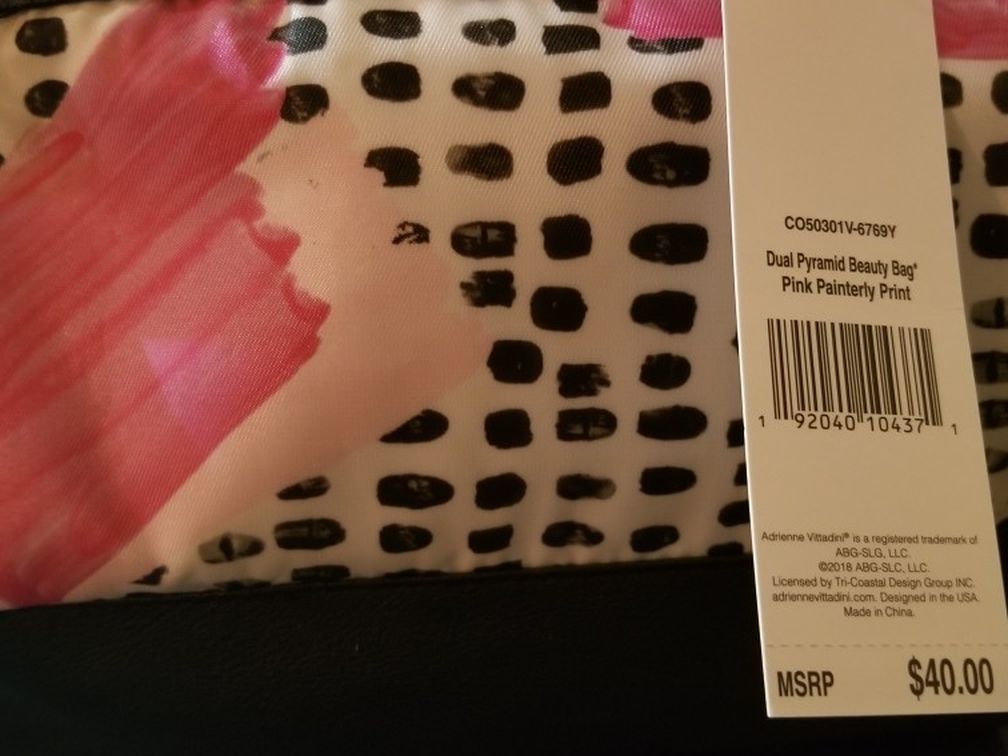 CO50301V-6769Y
Dual Pyramid Beauty Bag*
Pink Painterly Print
1 92040 10437 1
Adrienne Vittadini® is a registered trademark of
ABG-SLG, LLC.
©2018 ABG-SLC, LLC.
Licensed by Tri-Coastal Design Group INC.
adriennevittadini.com. Designed in the USA.
Made in China.
MSRP $40.00